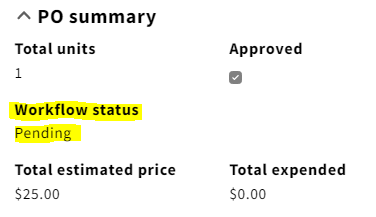 PO summary
Total units Approved
1
Workflow status
Pending
Total estimated price Total expended
$25.00 $0.00